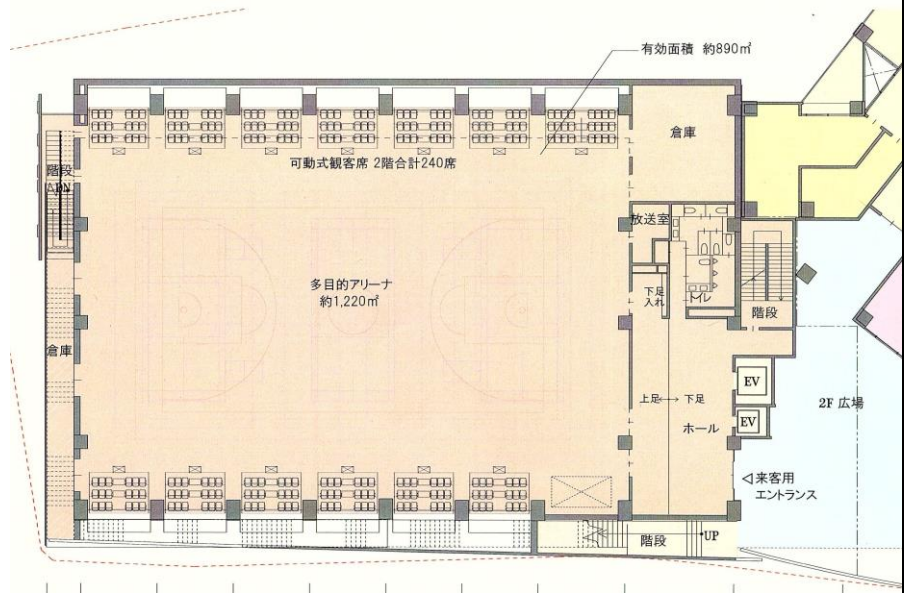 有効面積 約890㎡
倉庫
可動式観客席 2階合計240席
階段
DN
放送室
多目的アリーナ
約1,220㎡
下足
入れ
トイレ
階段
倉庫
EV
上足↔下足
2F 広場
ホール
EV
◁来客用
エントランス
階段
UP